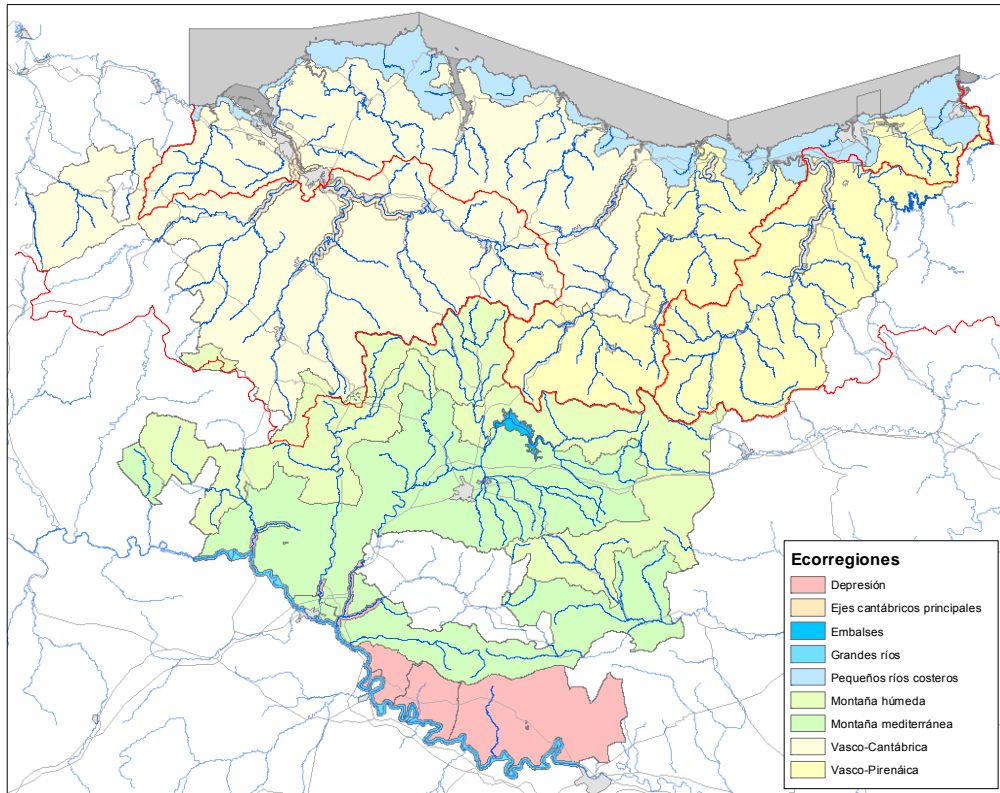 Ecorregiones
Depresión
Ejes cantábricos principales
Embalses
Grandes ríos
Pequeños ríos costeros
Montaña húmeda
Montaña mediterránea
Vasco-Cantábrica
Vasco-Pirenáica